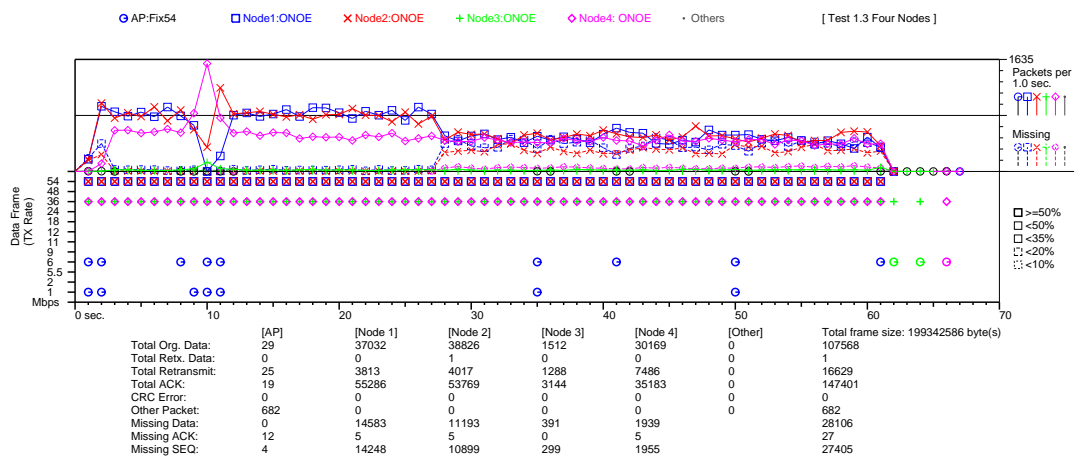 AP:Fix54 Node1:ONOE Node2:ONOE Node3:ONOE Node4: ONOE Others [ Test 1.3 Four Nodes ]
1635
Packets per
1.0 sec.
Missing
Data Frame
(TX Rate)
54
48
36
24
18
12
11
9
6
5.5
2
1
Mbps
>=50%
<50%
<35%
<20%
<10%
0 sec. 10 20 30 40 50 60 70
[AP] [Node 1] [Node 2] [Node 3] [Node 4] [Other] Total frame size: 199342586 byte(s)
Total Org. Data: 29 37032 38826 1512 30169 0 107568
Total Retx. Data: 0 0 1 0 0 0 1
Total Retransmit: 25 3813 4017 1288 7486 0 16629
Total ACK: 19 55286 53769 3144 35183 0 147401
CRC Error: 0 0 0 0 0 0 0
Other Packet: 682 0 0 0 0 0 682
Missing Data: 0 14583 11193 391 1939 28106
Missing ACK: 12 5 5 0 5 27
Missing SEQ: 4 14248 10899 299 1955 27405